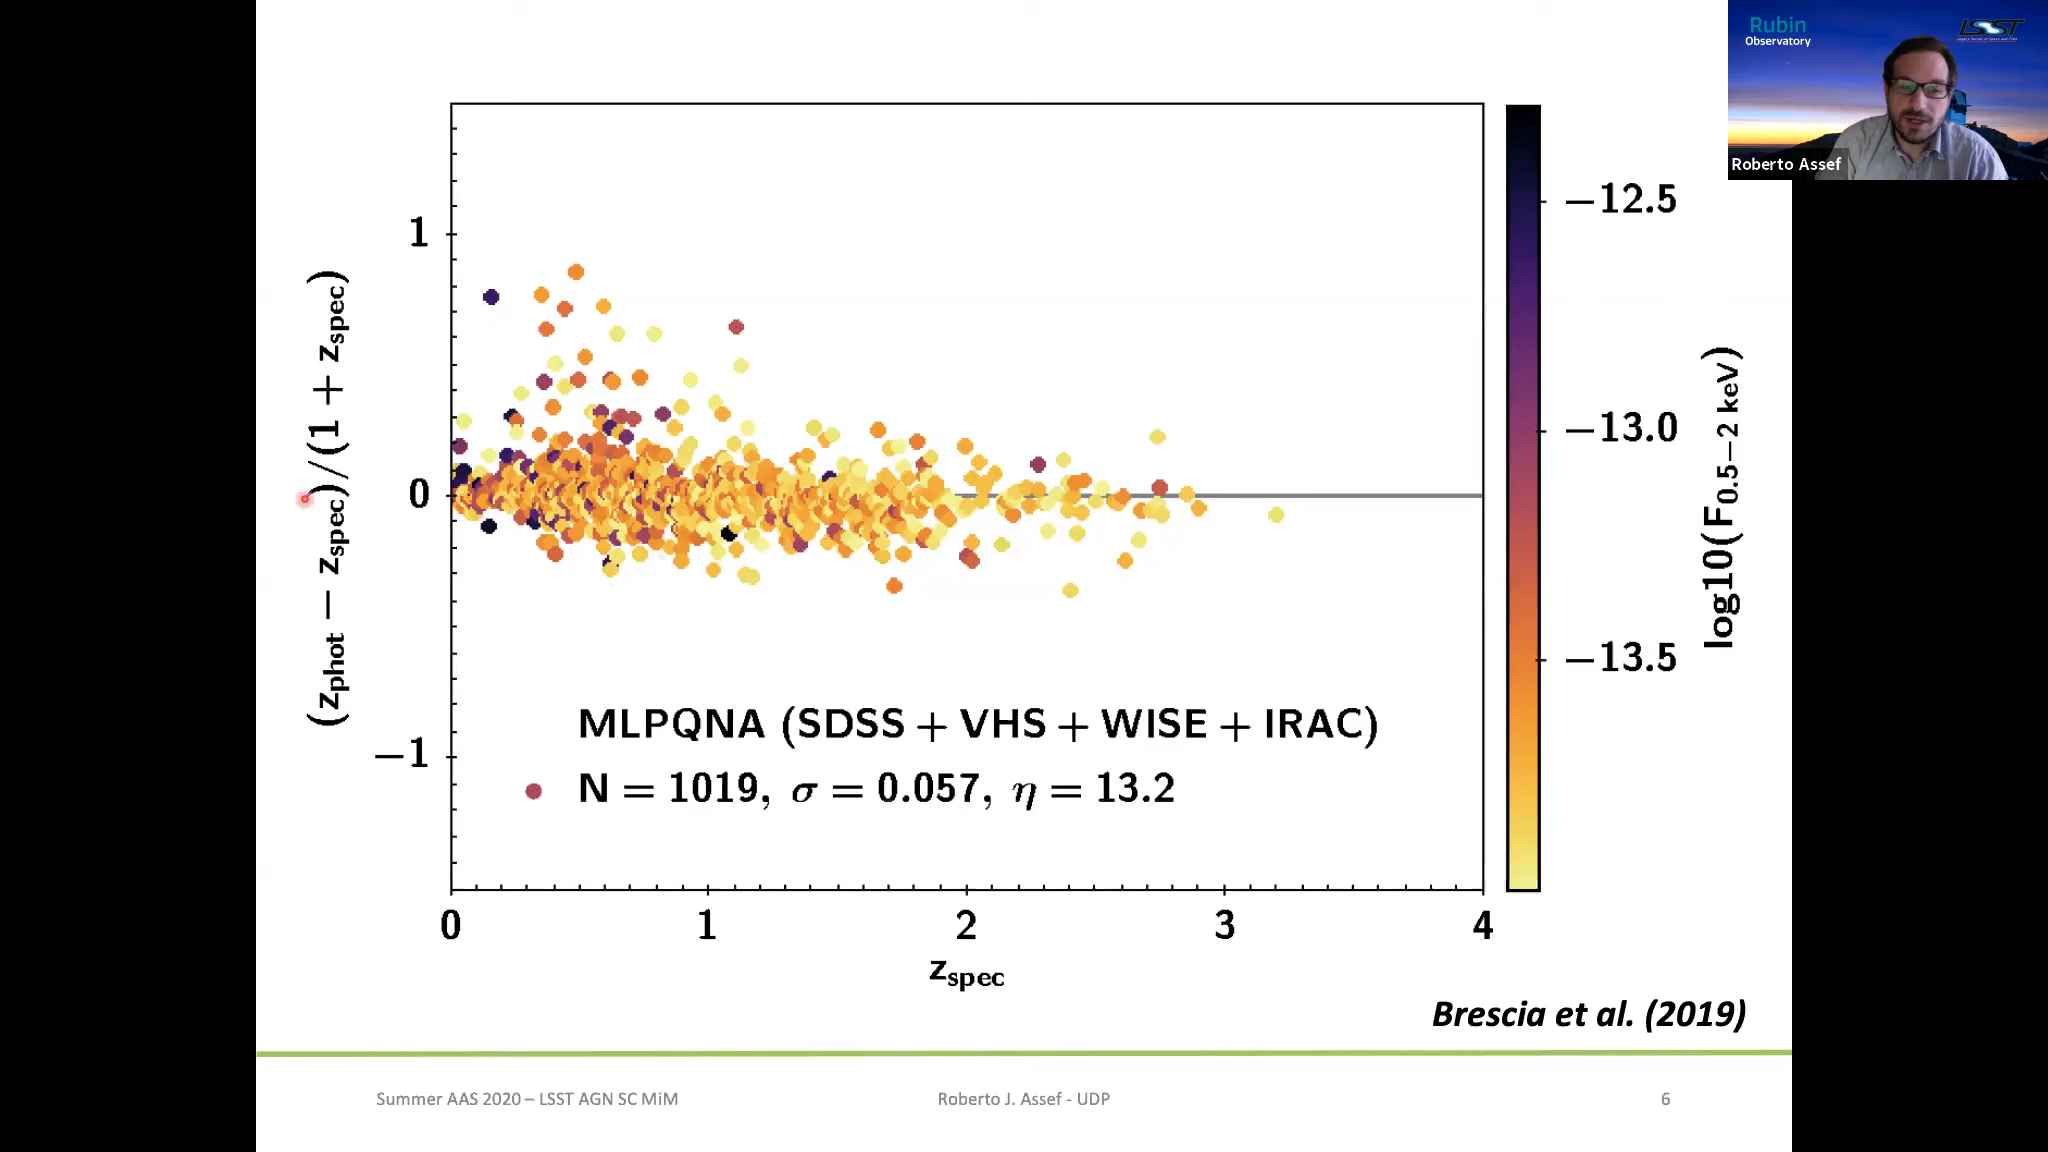 Rubin
Observatory
LSST
Roberto Assef
(z_phot − z_spec)/(1 + z_spec)
1
0
−1
MLPQNA (SDSS + VHS + WISE + IRAC)
N = 1019, σ = 0.057, η = 13.2
0 1 2 3 4
z_spec
−12.5
−13.0
−13.5
log10(F_0.5−2 keV)
Brescia et al. (2019)
Summer AAS 2020 – LSST AGN SC MiM
Roberto J. Assef - UDP
6